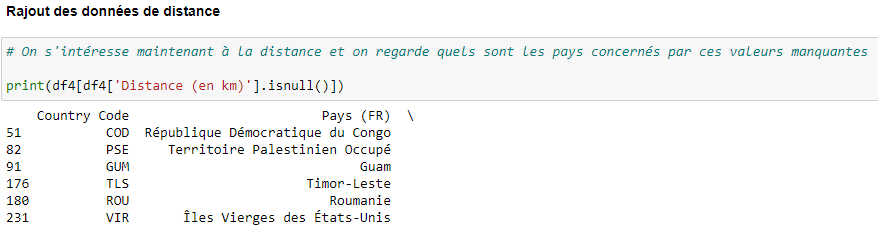 Rajout des données de distance
# On s'intéresse maintenant à la distance et on regarde quels sont les pays concernés par ces valeurs manquantes
print(df4[df4['Distance (en km)'].isnull()])
Country Code Pays (FR) \
51 COD République Démocratique du Congo
82 PSE Territoire Palestinien Occupé
91 GUM Guam
176 TLS Timor-Leste
180 ROU Roumanie
231 VIR Îles Vierges des États-Unis